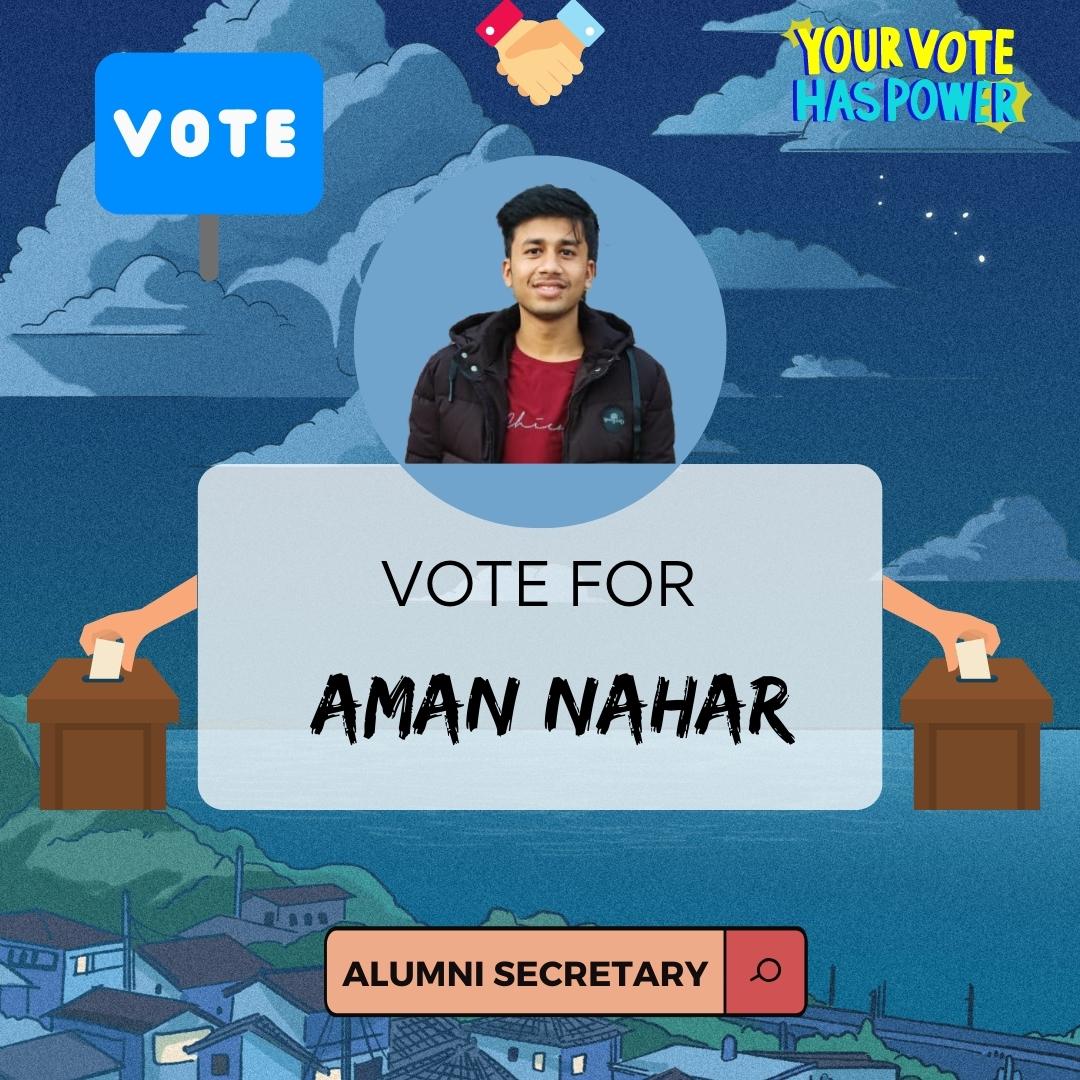 VOTE
YOUR VOTE
HAS POWER
VOTE FOR
AMAN NAHAR
ALUMNI SECRETARY